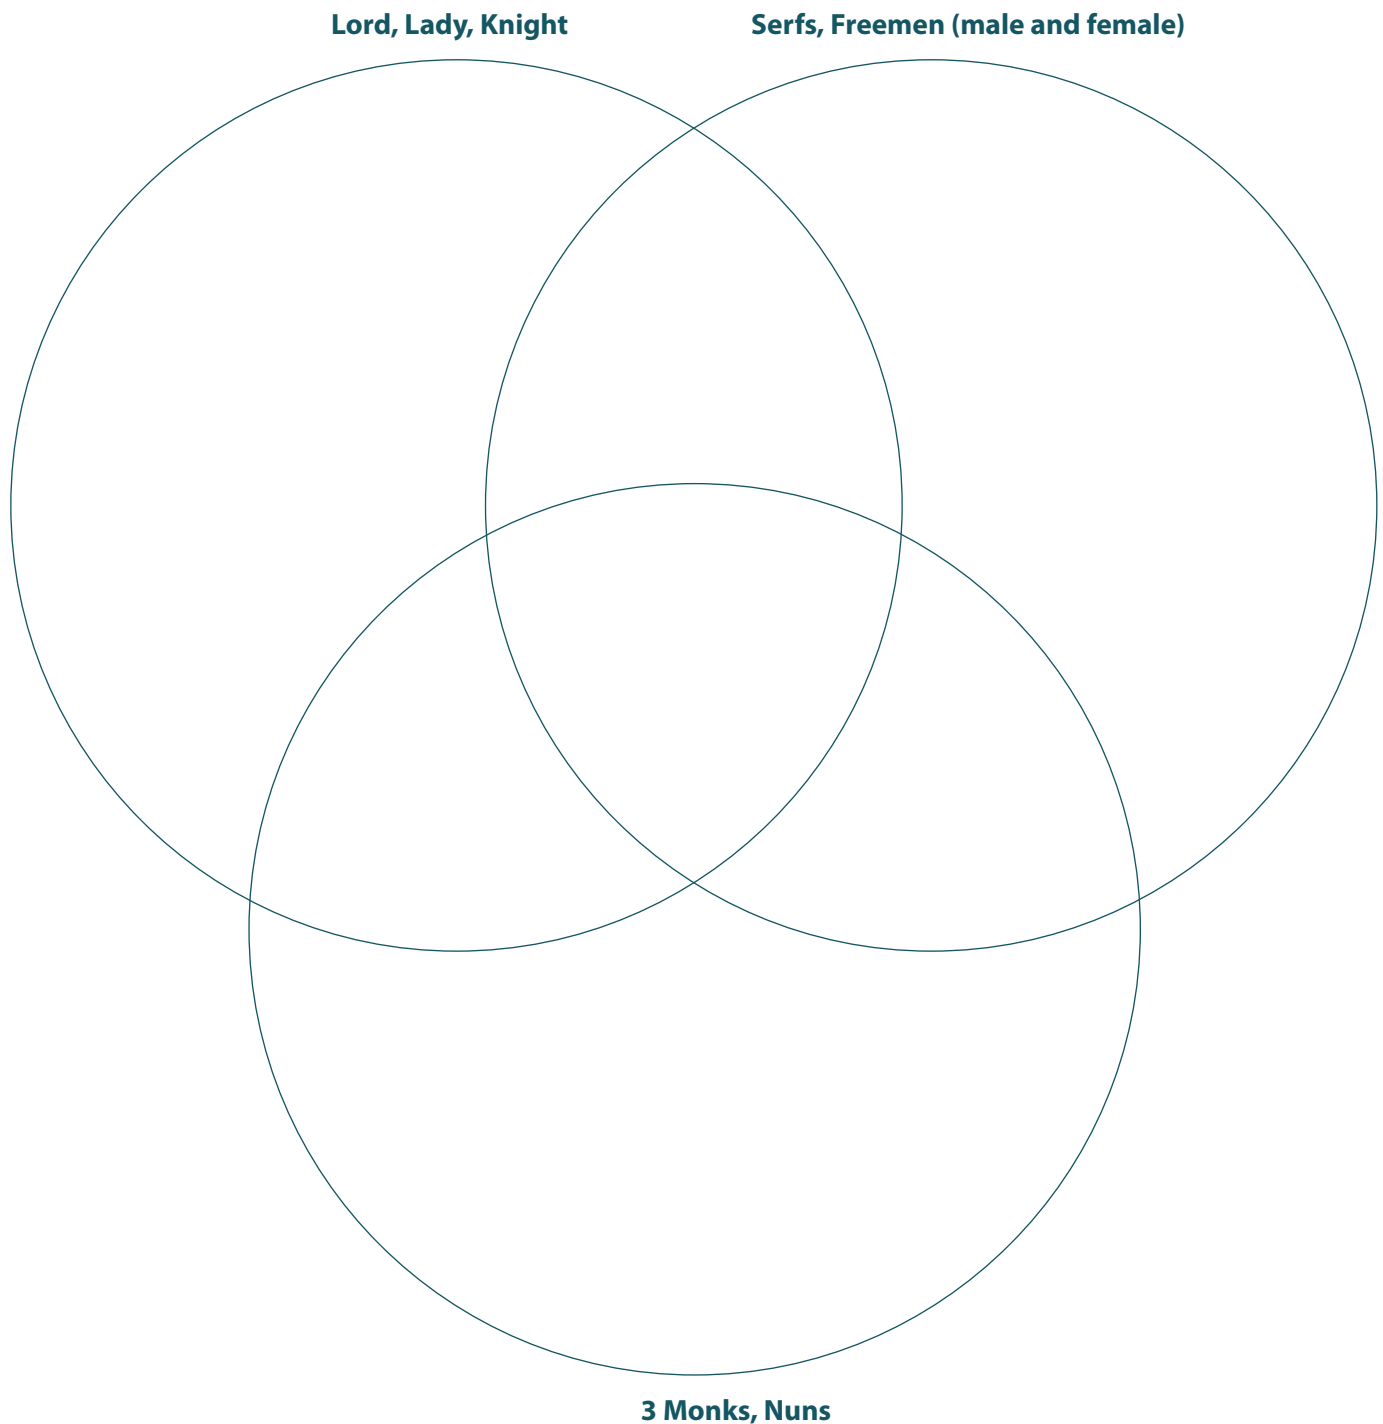 Lord, Lady, Knight
Serfs, Freemen (male and female)
3 Monks, Nuns